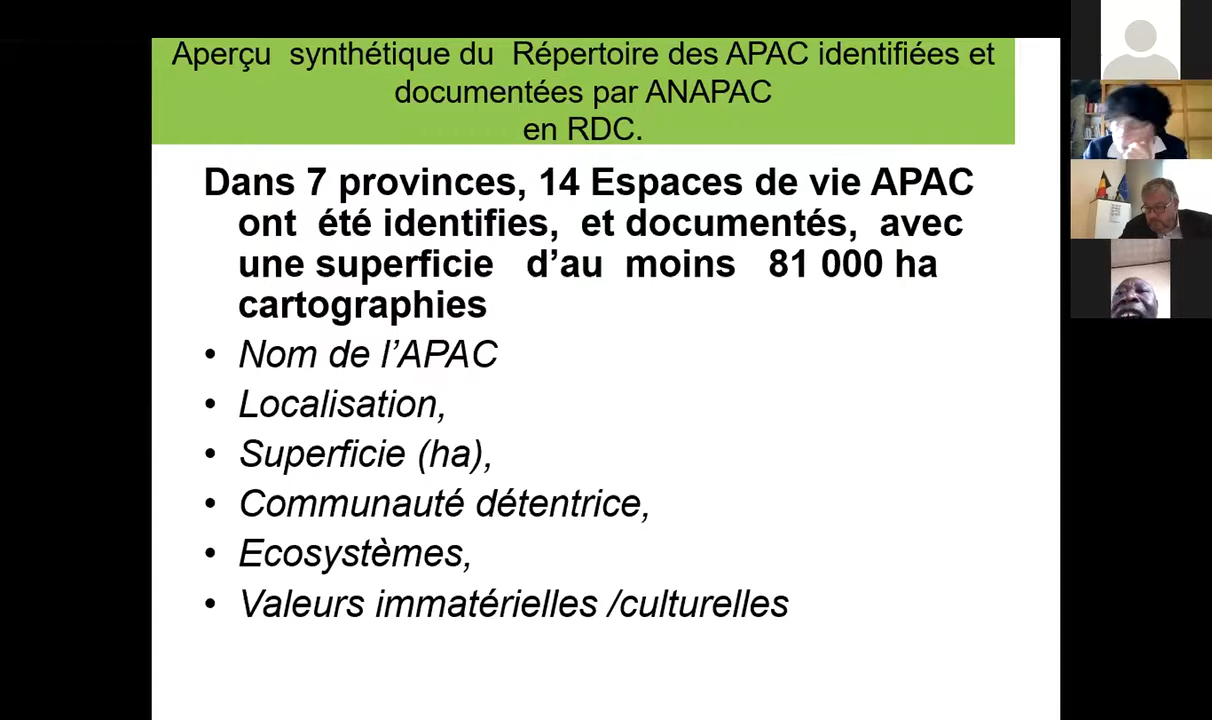 Aperçu  synthétique du  Répertoire des APAC identifiées et
documentées par ANAPAC
en RDC.
Dans 7 provinces, 14 Espaces de vie APAC
ont  été identifies,  et documentés,  avec
une superficie   d’au  moins   81 000 ha
cartographies
• Nom de l’APAC
• Localisation,
• Superficie (ha),
• Communauté détentrice,
• Ecosystèmes,
• Valeurs immatérielles /culturelles